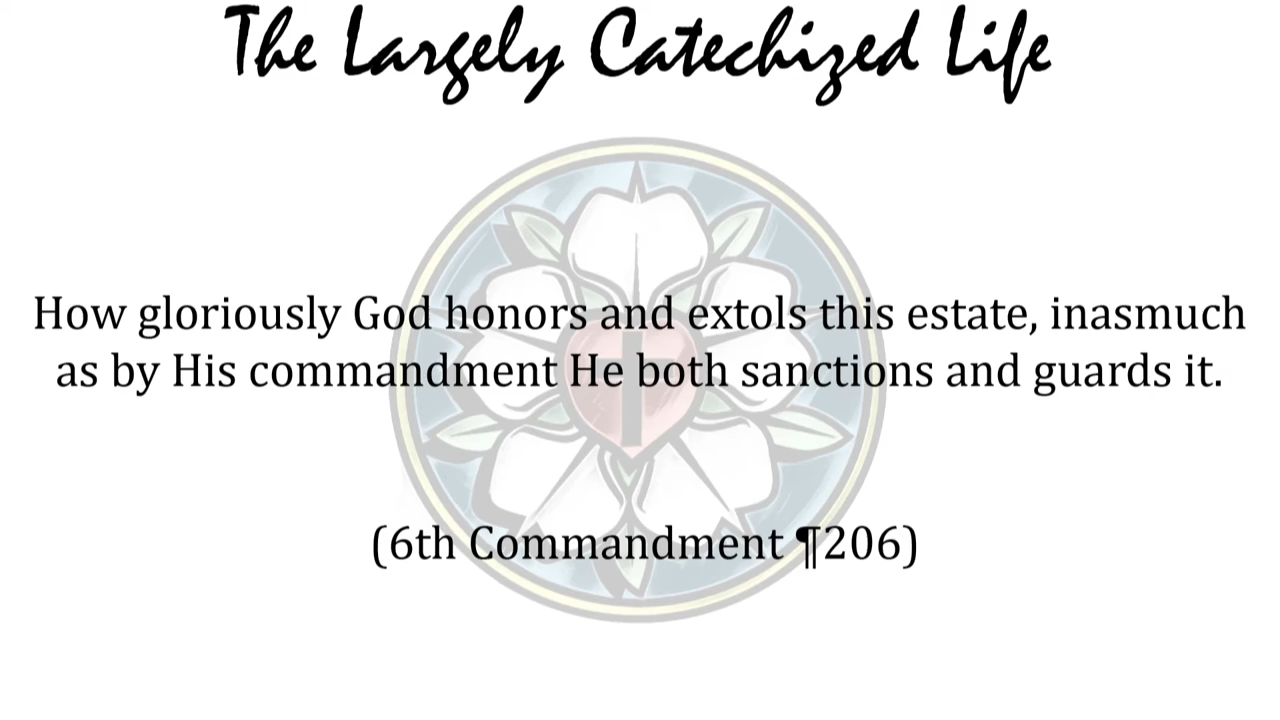 The Largely Catechized Life
How gloriously God honors and extols this estate, inasmuch
as by His commandment He both sanctions and guards it.
(6th Commandment ¶206)